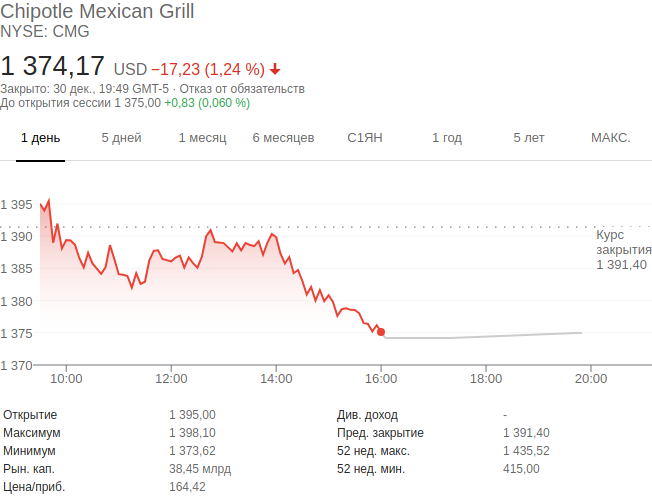 Chipotle Mexican Grill
NYSE: CMG
1 374,17 USD −17,23 (1,24 %)
Закрыто: 30 дек., 19:49 GMT-5 · Отказ от обязательств
До открытия сессии 1 375,00 +0,83 (0,060 %)
1 день 5 дней 1 месяц 6 месяцев С1ЯН 1 год 5 лет МАКС.
1 395
1 390
Курс
закрытия
1 391,40
1 385
1 380
1 375
1 370
10:00 12:00 14:00 16:00 18:00 20:00
Открытие 1 395,00 Див. доход -
Максимум 1 398,10 Пред. закрытие 1 391,40
Минимум 1 373,62 52 нед. макс. 1 435,52
Рын. кап. 38,45 млрд 52 нед. мин. 415,00
Цена/приб. 164,42